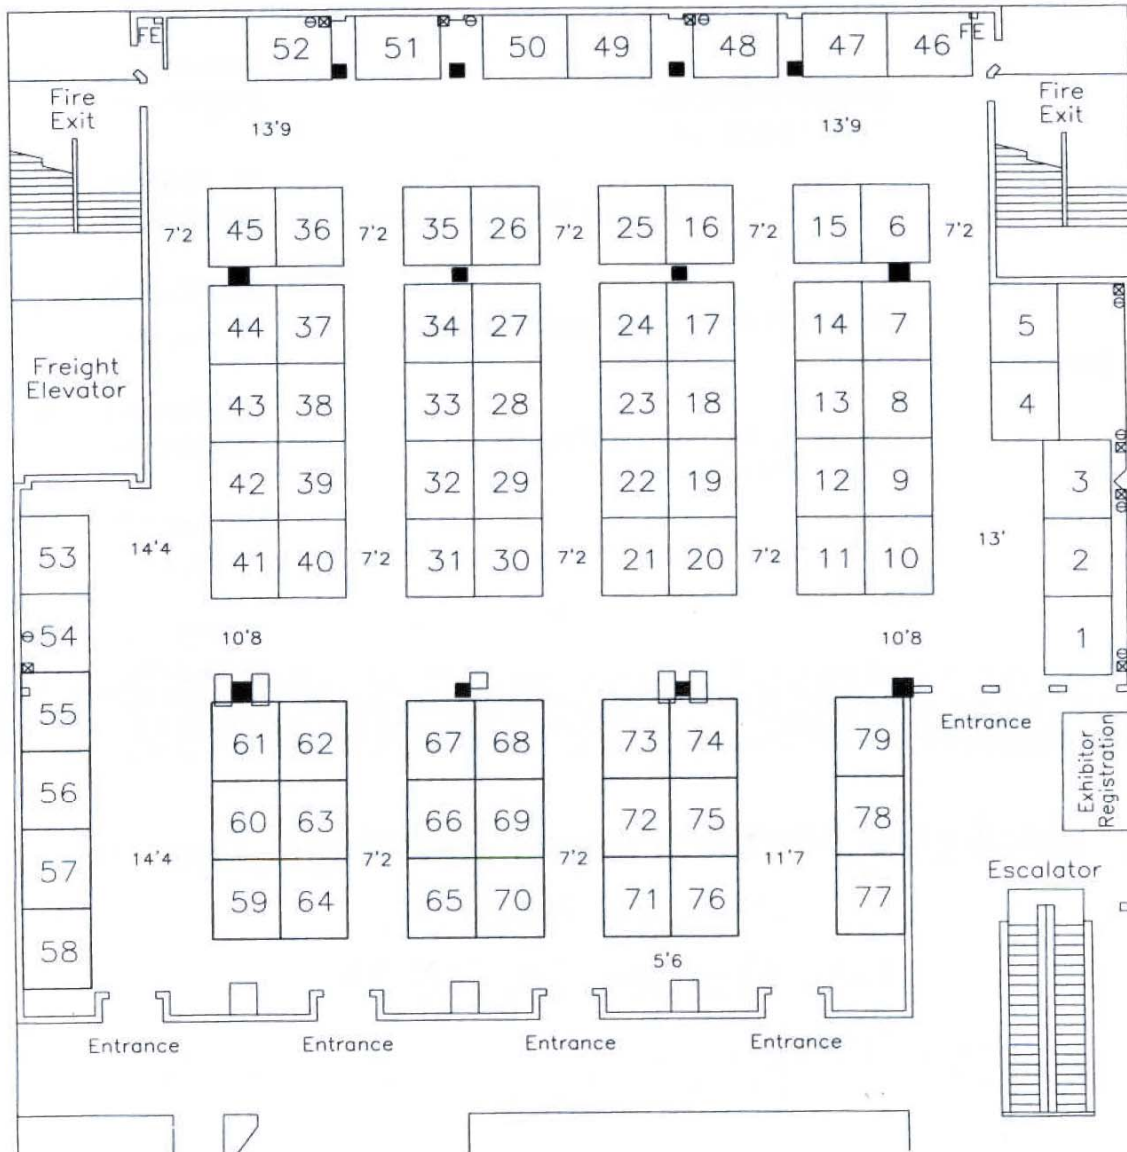 FE 52 51 50 49 48 47 46 FE
Fire
Exit
Fire
Exit
13'9 13'9
7'2 45 36 7'2 35 26 7'2 25 16 7'2 15 6 7'2
44 37 34 27 24 17 14 7 5
Freight
Elevator
43 38 33 28 23 18 13 8 4
42 39 32 29 22 19 12 9 3
53 14'4 41 40 7'2 31 30 7'2 21 20 7'2 11 10 13' 2
54 10'8 10'8 1
55 61 62 67 68 73 74 79
Entrance
Exhibitor
Registration
56 60 63 66 69 72 75 78
57 14'4 7'2 7'2 11'7
Escalator
59 64 65 70 71 76 77
58 5'6
Entrance Entrance Entrance Entrance